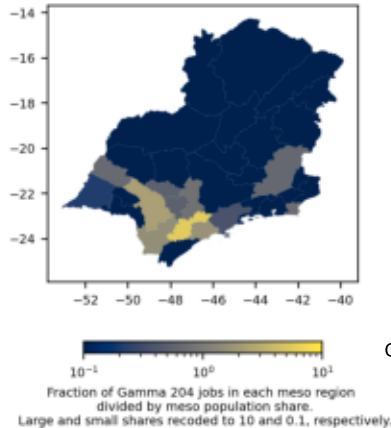 −14
−16
−18
−20
−22
−24
−52 −50 −48 −46 −44 −42 −40
10⁻¹ 10⁰ 10¹
Fraction of Gamma 204 jobs in each meso region
divided by meso population share.
Large and small shares recoded to 10 and 0.1, respectively